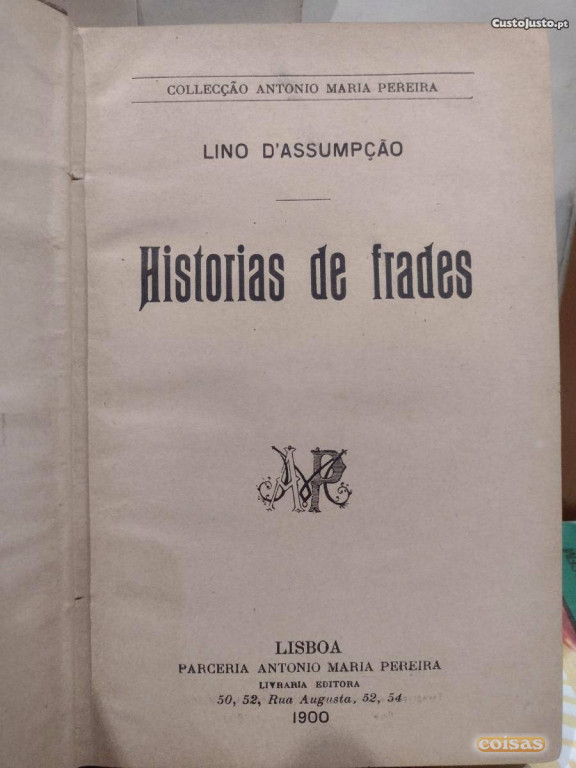 Custojusto.pt
COLLECÇÃO ANTONIO MARIA PEREIRA
LINO D'ASSUMPÇÃO
Historias de frades
AMP
LISBOA
PARCERIA ANTONIO MARIA PEREIRA
LIVRARIA EDITORA
50, 52, Rua Augusta, 52, 54
1900
coisas